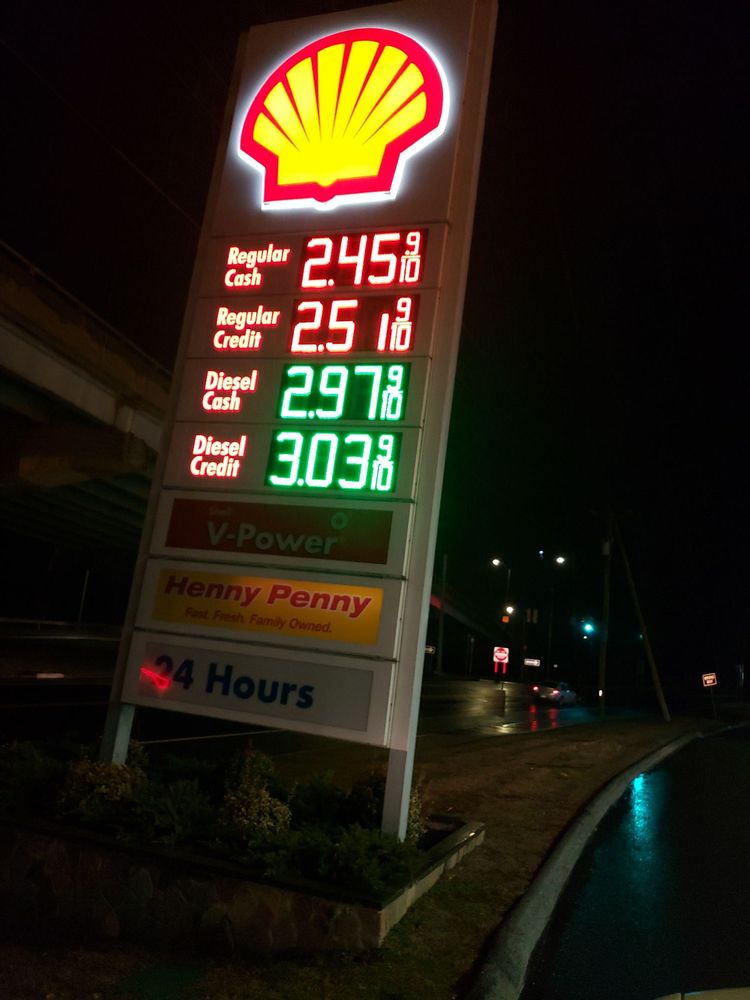 Regular
Cash
2.45 9/10
Regular
Credit
2.51 9/10
Diesel
Cash
2.97 9/10
Diesel
Credit
3.03 9/10
Shell
V-Power
Henny Penny
Fast. Fresh. Family Owned.
24 Hours